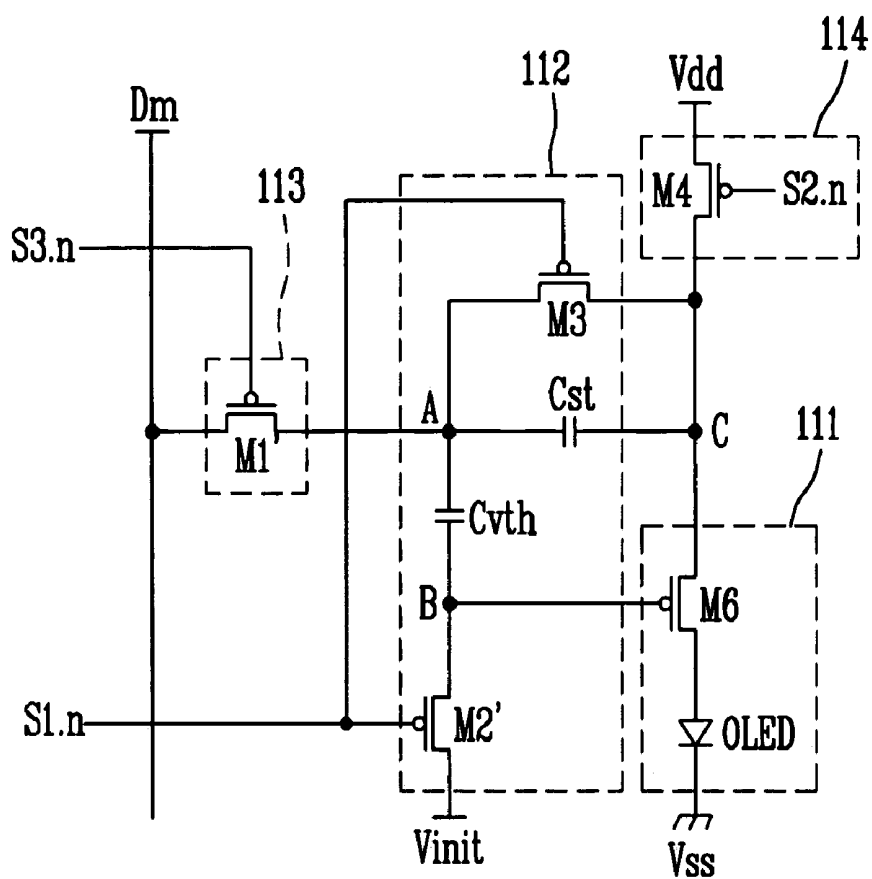 114
112
Vdd
Dm
113
M4
S2.n
S3.n
M3
A
Cst
C
111
M1
Cvth
B
M6
S1.n
M2'
OLED
Vinit
Vss